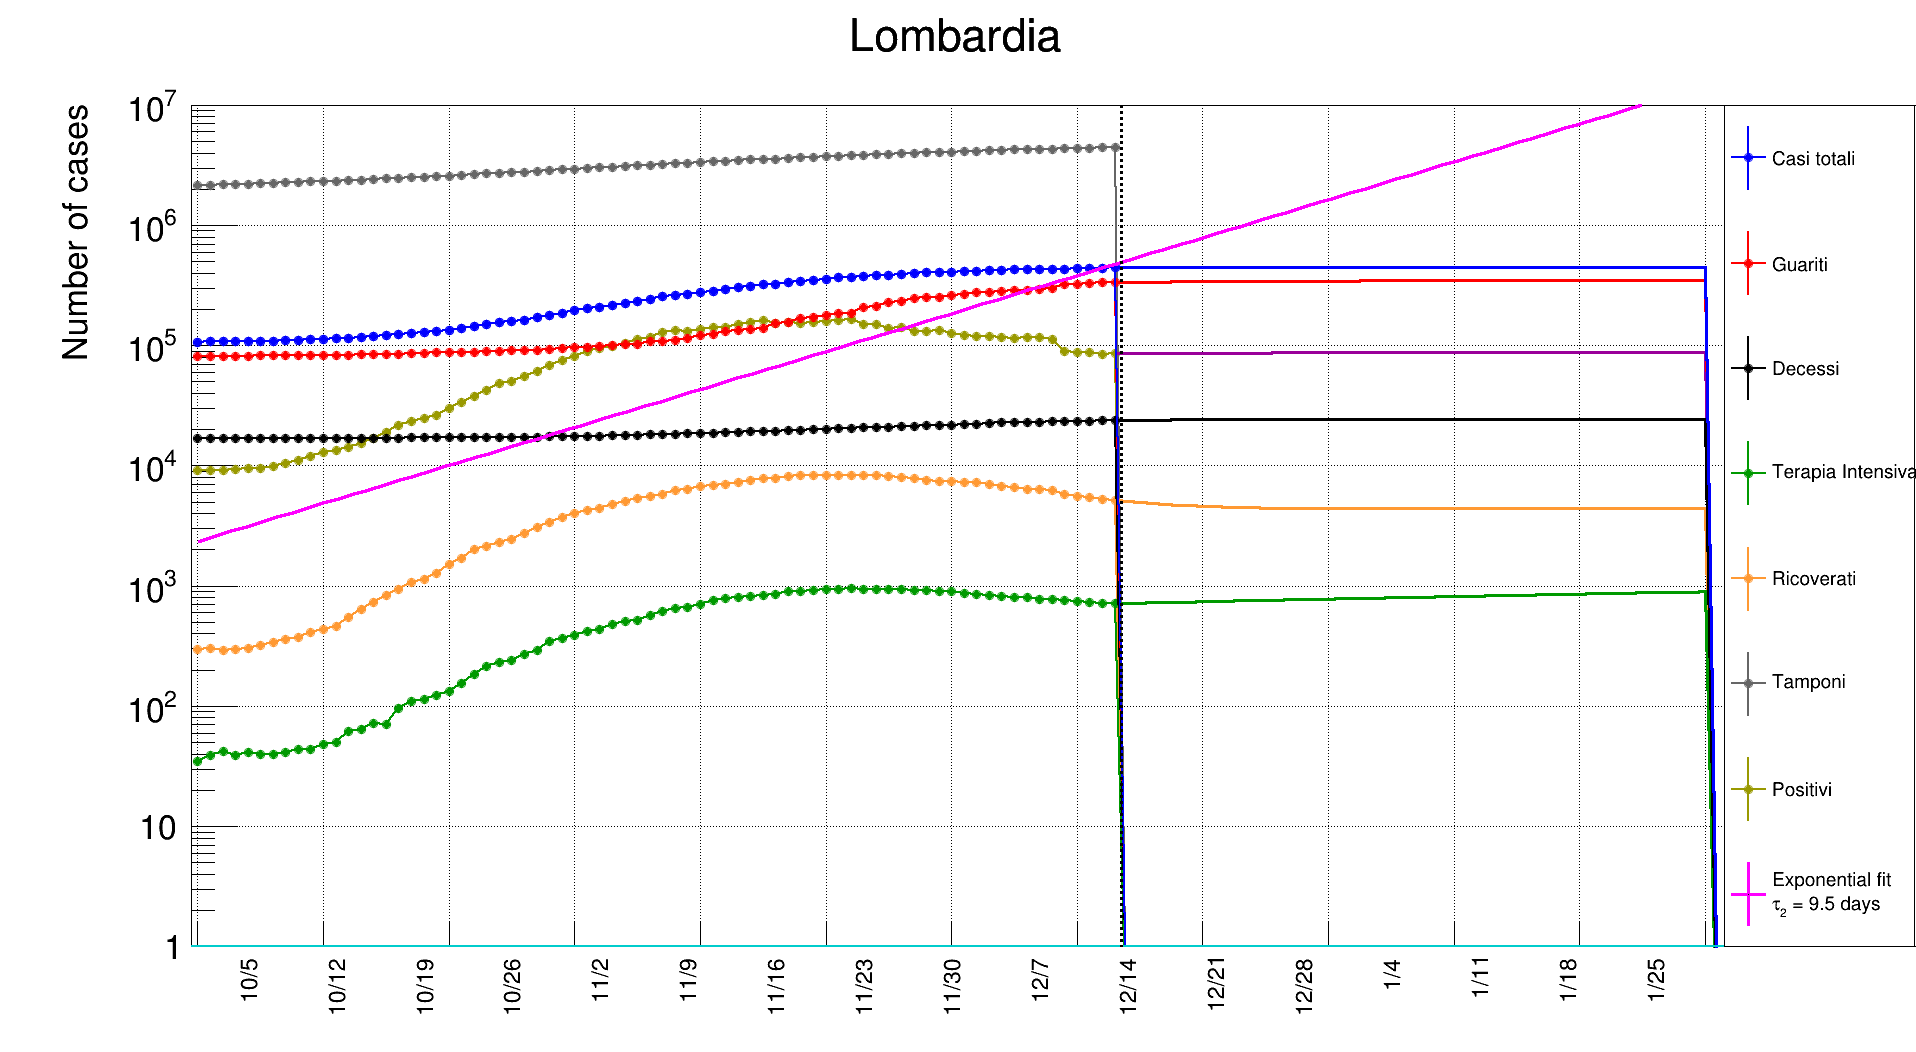 Lombardia
Number of cases
10^7
10^6
10^5
10^4
10^3
10^2
10
1
10/5
10/12
10/19
10/26
11/2
11/9
11/16
11/23
11/30
12/7
12/14
12/21
12/28
1/4
1/11
1/18
1/25
Casi totali
Guariti
Decessi
Terapia Intensiva
Ricoverati
Tamponi
Positivi
Exponential fit
τ_2 = 9.5 days